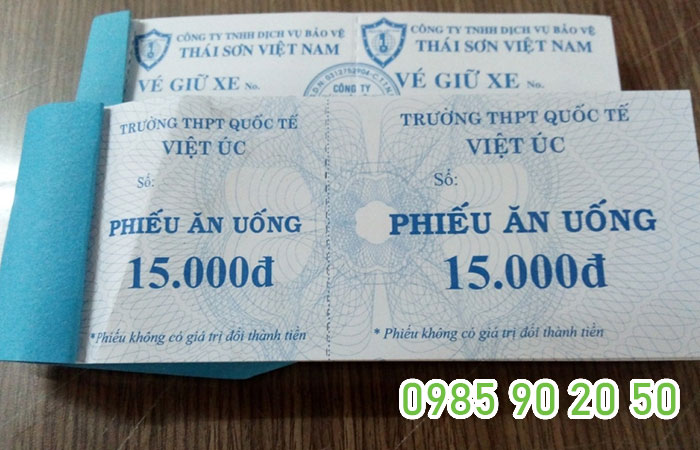 CÔNG TY TNHH DỊCH VỤ BẢO VỆ
THÁI SƠN VIỆT NAM
VÉ GIỮ XE No.
CÔNG TY TNHH DỊCH VỤ BẢO VỆ
THÁI SƠN VIỆT NAM
VÉ GIỮ XE No.
CÔNG TY
TRƯỜNG THPT QUỐC TẾ
VIỆT ÚC
Số:
PHIẾU ĂN UỐNG
15.000đ
*Phiếu không có giá trị đổi thành tiền
TRƯỜNG THPT QUỐC TẾ
VIỆT ÚC
Số:
PHIẾU ĂN UỐNG
15.000đ
* Phiếu không có giá trị đổi thành tiền
0985 90 20 50